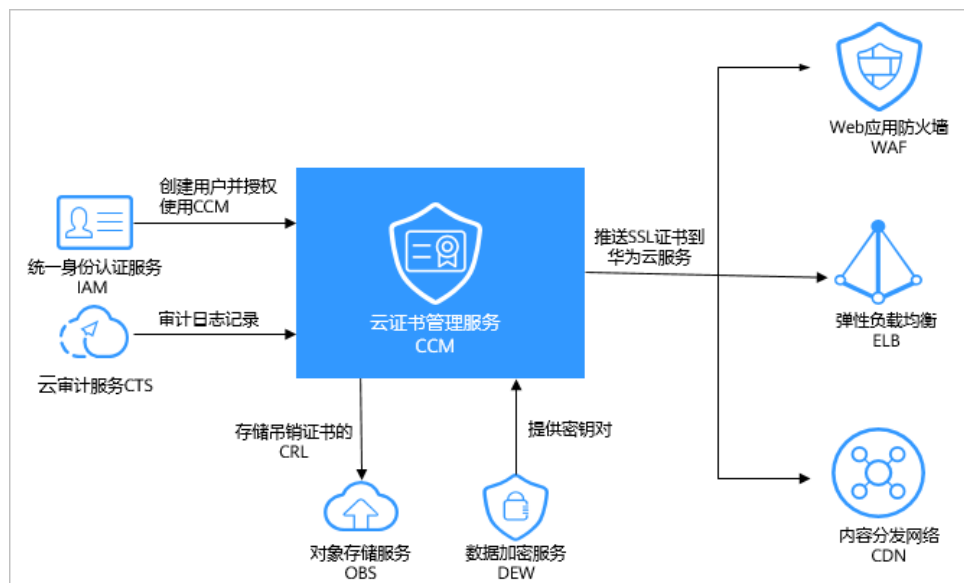 Web应用防火墙
WAF
创建用户并授权
使用CCM
统一身份认证服务
IAM
审计日志记录
云审计服务CTS
云证书管理服务
CCM
推送SSL证书到
华为云服务
弹性负载均衡
ELB
存储吊销证书的
CRL
提供密钥对
对象存储服务
OBS
数据加密服务
DEW
内容分发网络
CDN